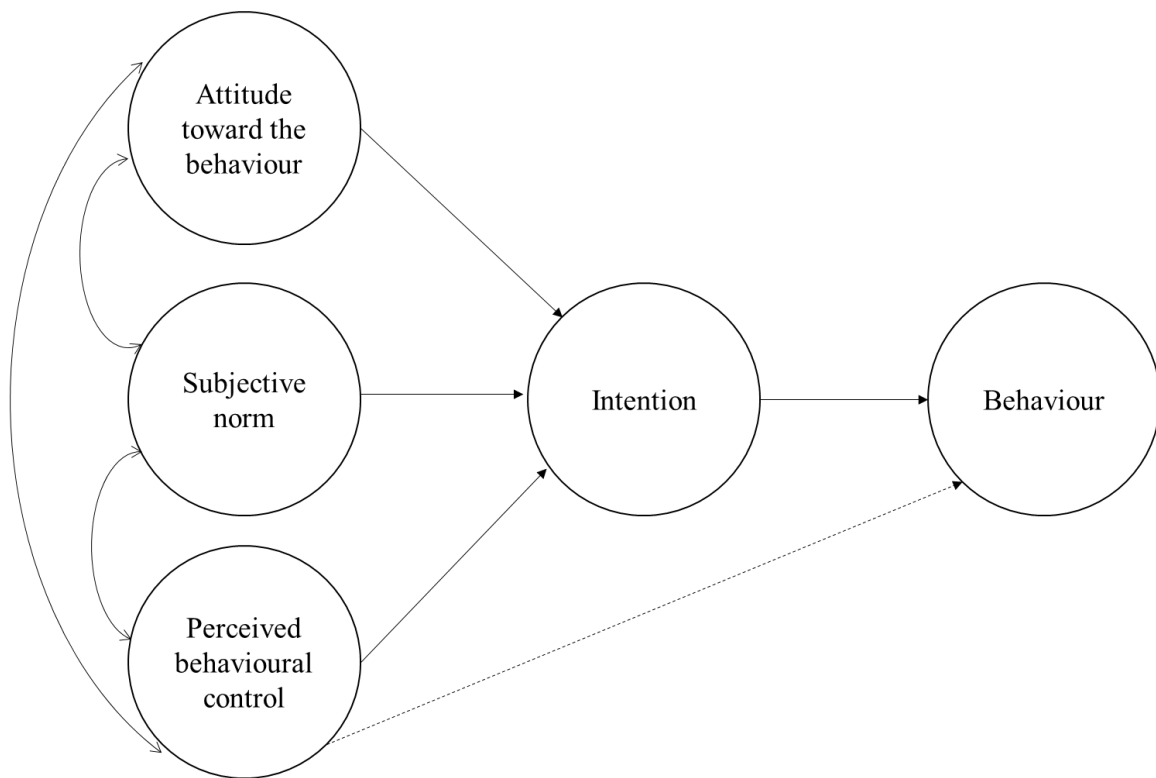 Attitude
toward the
behaviour
Subjective
norm
Intention
Behaviour
Perceived
behavioural
control